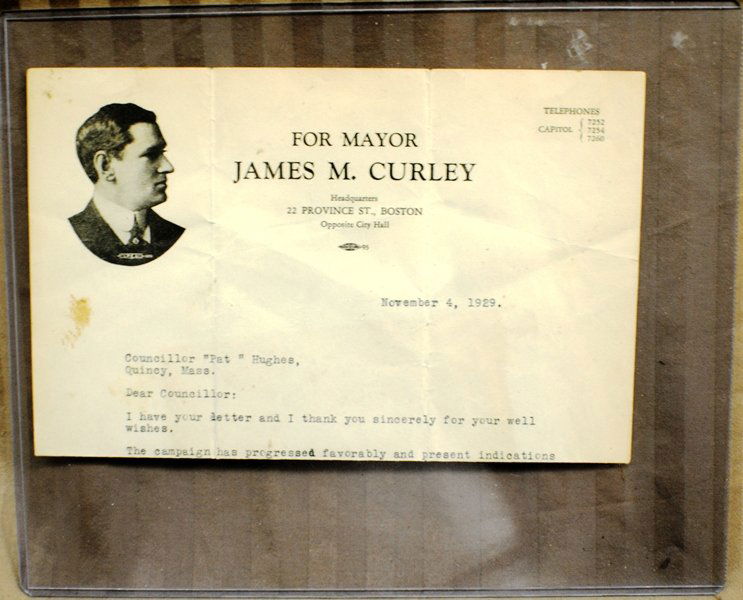 TELEPHONES
CAPITOL { 7252
7254
7260
FOR MAYOR
JAMES M. CURLEY
Headquarters
22 PROVINCE ST., BOSTON
Opposite City Hall
95
November 4, 1929.
Councillor "Pat " Hughes,
Quincy, Mass.
Dear Councillor:
I have your letter and I thank you sincerely for your well
wishes.
The campaign has progressed favorably and present indications